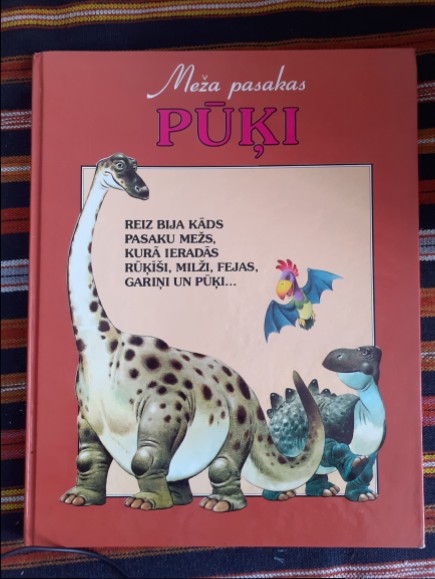 Meža pasakas
PŪĶI
REIZ BIJA KĀDS
PASAKU MEŽS,
KURĀ IERADĀS
RŪĶĪŠI, MILŽI, FEJAS,
GARIŅI UN PŪĶI...